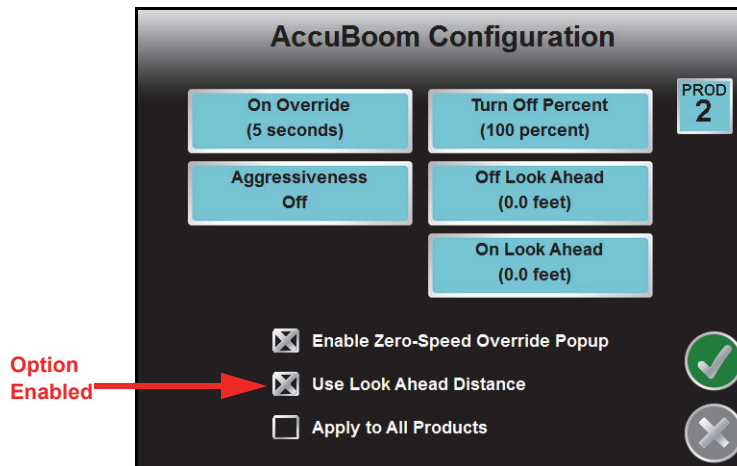 AccuBoom Configuration
PROD
2
On Override
(5 seconds)
Turn Off Percent
(100 percent)
Aggressiveness
Off
Off Look Ahead
(0.0 feet)
On Look Ahead
(0.0 feet)
Enable Zero-Speed Override Popup
Option
Enabled
Use Look Ahead Distance
Apply to All Products